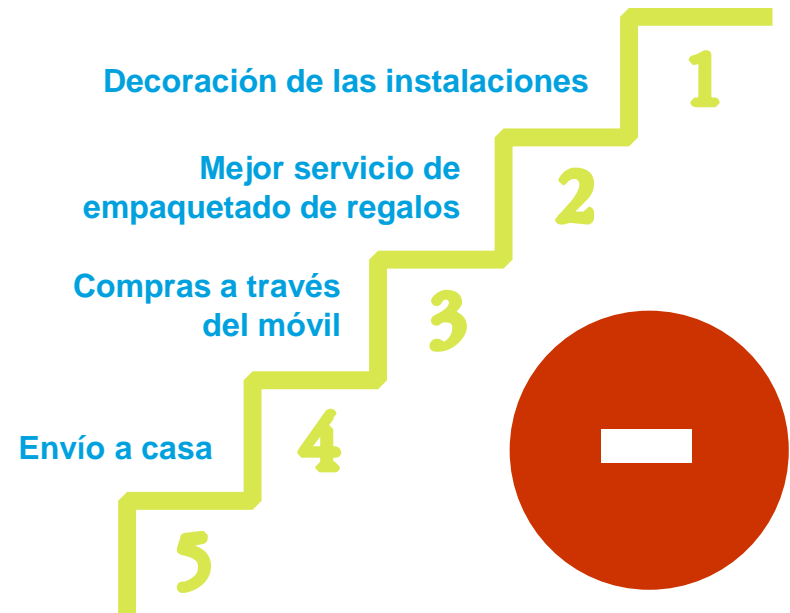 Decoración de las instalaciones
1
Mejor servicio de
empaquetado de regalos
2
Compras a través
del móvil
3
Envío a casa
4
5